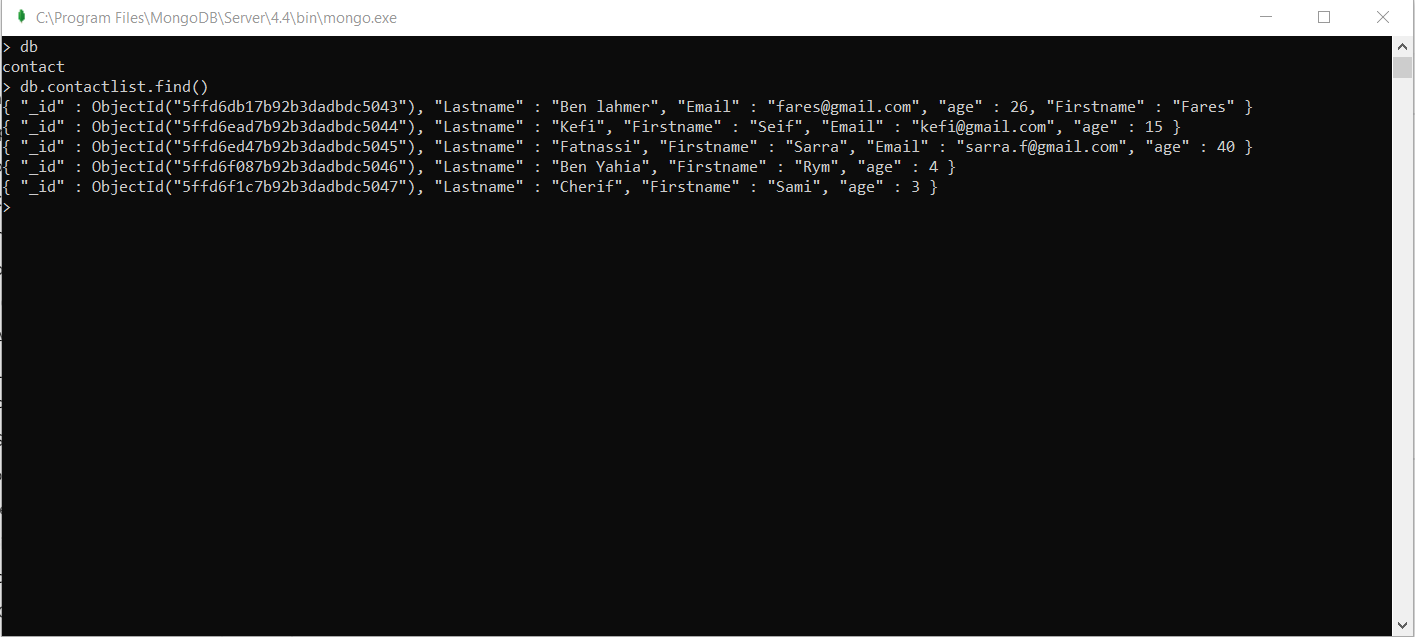 C:\Program Files\MongoDB\Server\4.4\bin\mongo.exe
> db
contact
> db.contactlist.find()
{ "_id" : ObjectId("5ffd6db17b92b3dadbdc5043"), "Lastname" : "Ben lahmer", "Email" : "fares@gmail.com", "age" : 26, "Firstname" : "Fares" }
{ "_id" : ObjectId("5ffd6ead7b92b3dadbdc5044"), "Lastname" : "Kefi", "Firstname" : "Seif", "Email" : "kefi@gmail.com", "age" : 15 }
{ "_id" : ObjectId("5ffd6ed47b92b3dadbdc5045"), "Lastname" : "Fatnassi", "Firstname" : "Sarra", "Email" : "sarra.f@gmail.com", "age" : 40 }
{ "_id" : ObjectId("5ffd6f087b92b3dadbdc5046"), "Lastname" : "Ben Yahia", "Firstname" : "Rym", "age" : 4 }
{ "_id" : ObjectId("5ffd6f1c7b92b3dadbdc5047"), "Lastname" : "Cherif", "Firstname" : "Sami", "age" : 3 }
>